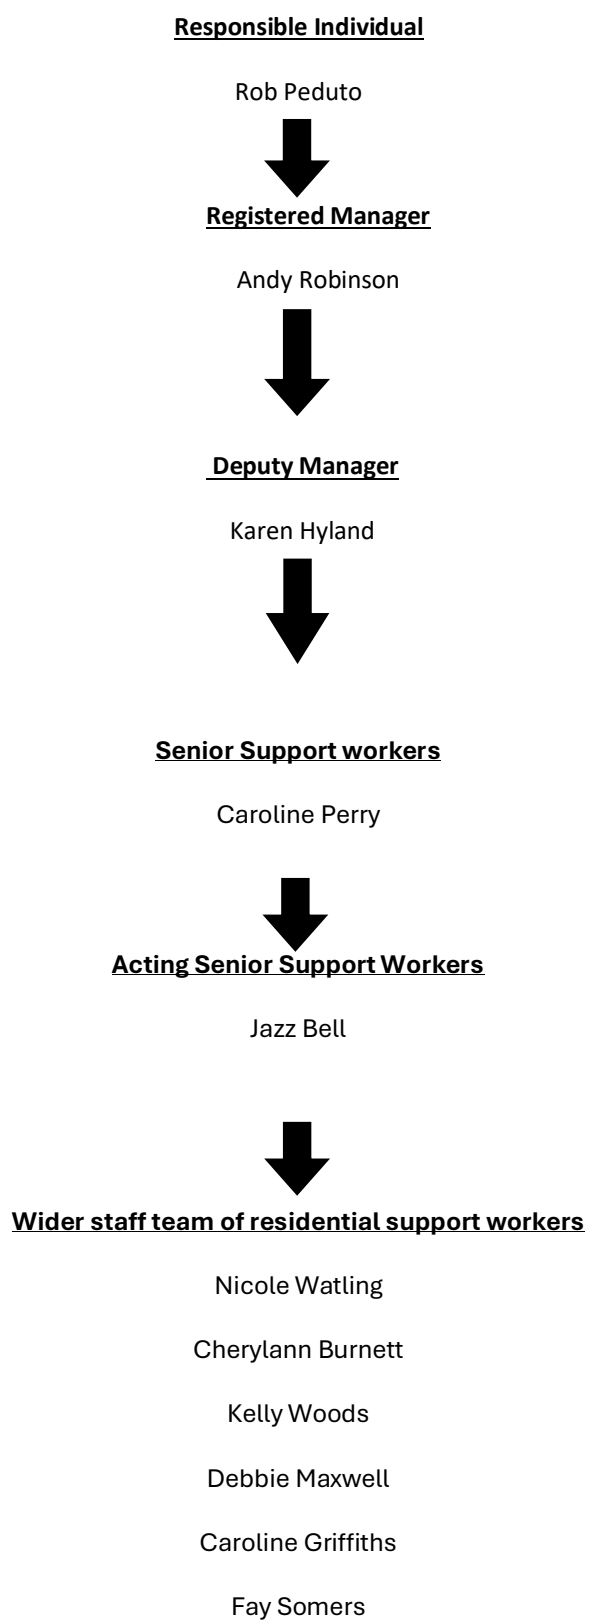 Responsible Individual
Rob Peduto
Registered Manager
Andy Robinson
Deputy Manager
Karen Hyland
Senior Support workers
Caroline Perry
Acting Senior Support Workers
Jazz Bell
Wider staff team of residential support workers
Nicole Watling
Cherylann Burnett
Kelly Woods
Debbie Maxwell
Caroline Griffiths
Fay Somers